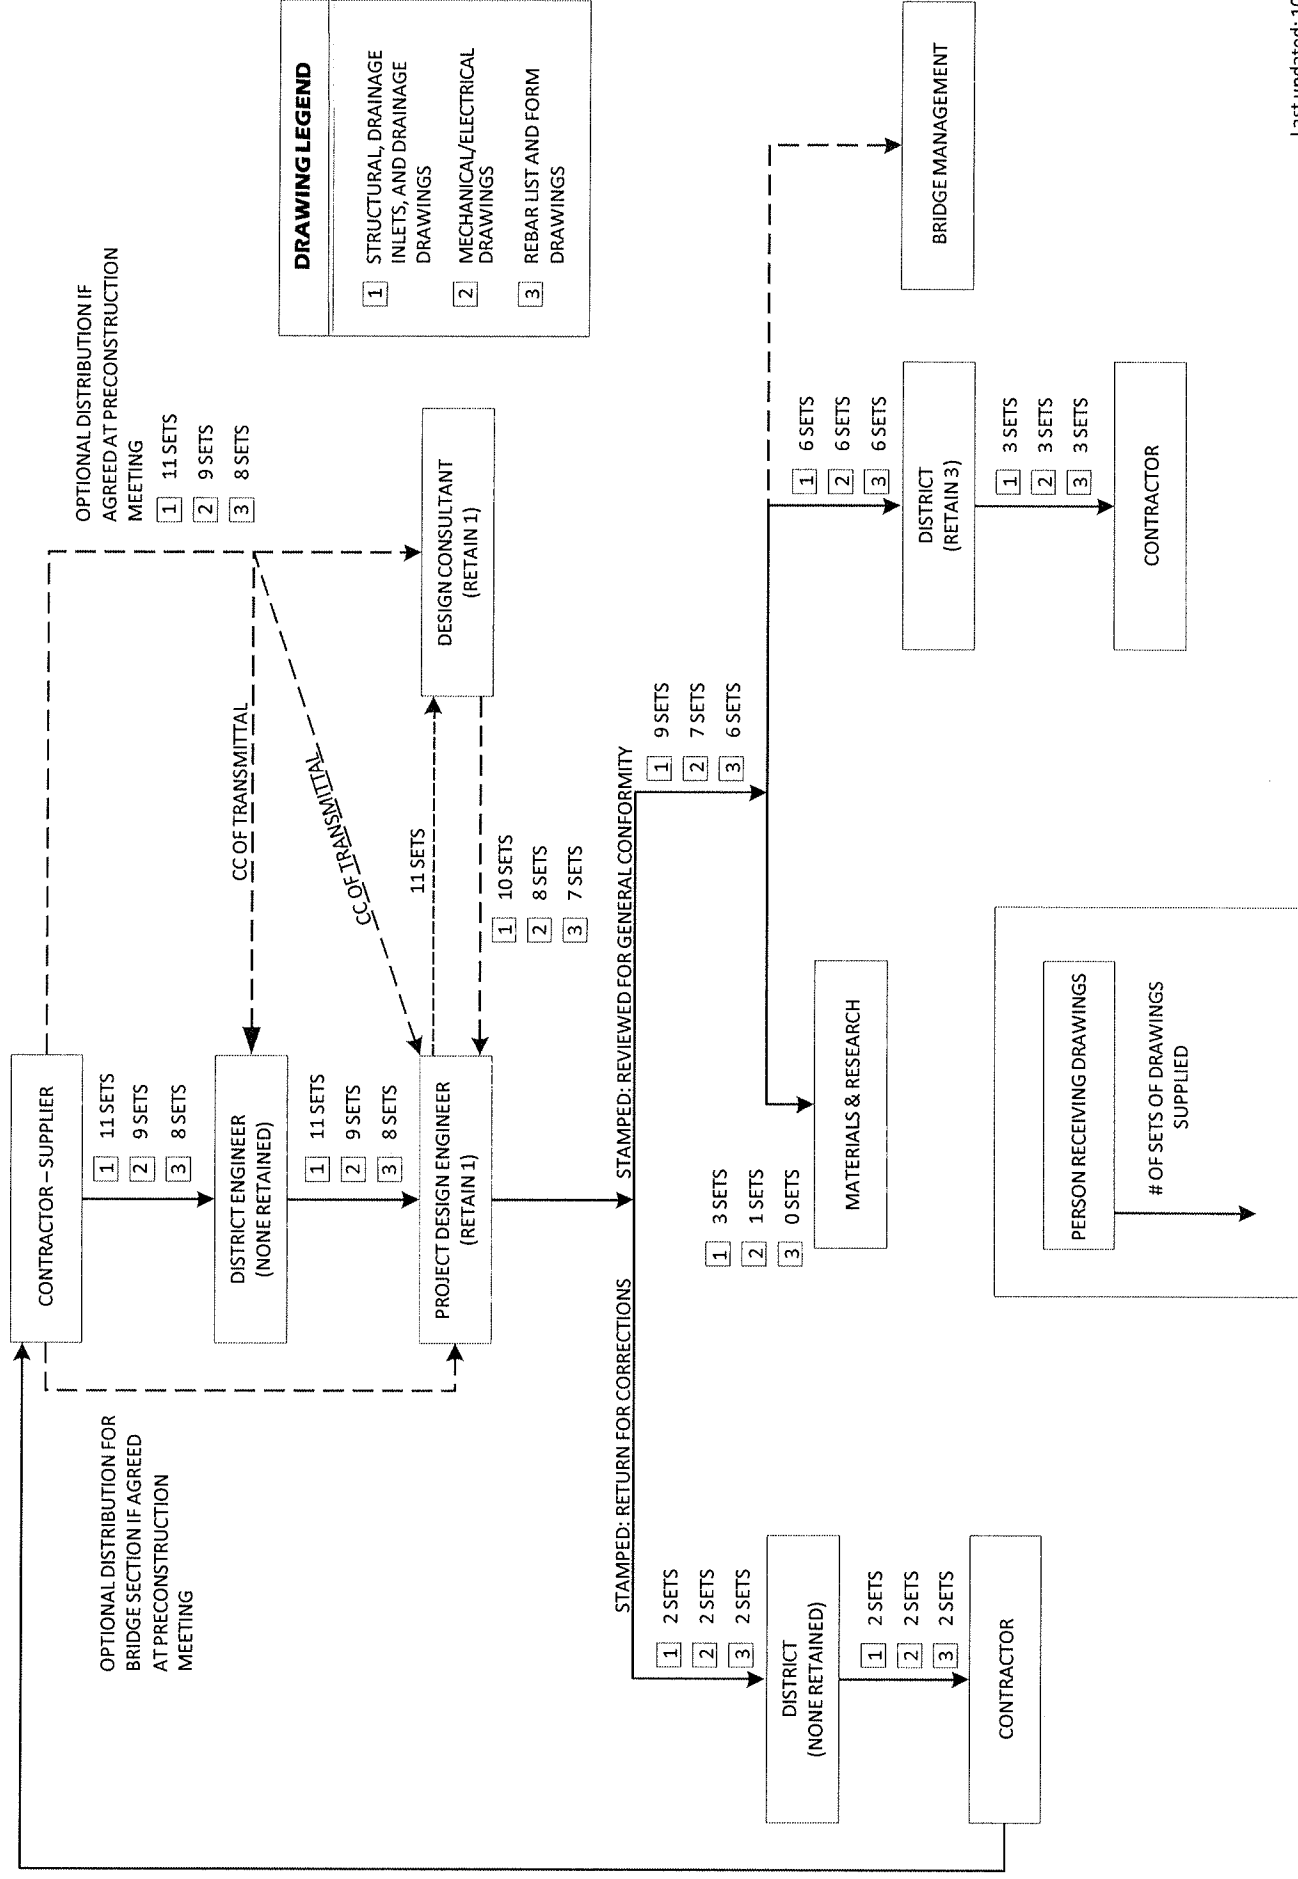 CONTRACTOR – SUPPLIER
OPTIONAL DISTRIBUTION FOR
BRIDGE SECTION IF AGREED
AT PRECONSTRUCTION
MEETING
1 11 SETS
2 9 SETS
3 8 SETS
OPTIONAL DISTRIBUTION IF
AGREED AT PRECONSTRUCTION
MEETING
1 11 SETS
2 9 SETS
3 8 SETS
DISTRICT ENGINEER
(NONE RETAINED)
CC OF TRANSMITTAL
CC OF TRANSMITTAL
1 11 SETS
2 9 SETS
3 8 SETS
PROJECT DESIGN ENGINEER
(RETAIN 1)
11 SETS
DESIGN CONSULTANT
(RETAIN 1)
1 10 SETS
2 8 SETS
3 7 SETS
DRAWING LEGEND
1 STRUCTURAL, DRAINAGE
INLETS, AND DRAINAGE
DRAWINGS
2 MECHANICAL/ELECTRICAL
DRAWINGS
3 REBAR LIST AND FORM
DRAWINGS
STAMPED: RETURN FOR CORRECTIONS
STAMPED: REVIEWED FOR GENERAL CONFORMITY
1 2 SETS
2 2 SETS
3 2 SETS
DISTRICT
(NONE RETAINED)
1 2 SETS
2 2 SETS
3 2 SETS
CONTRACTOR
1 9 SETS
2 7 SETS
3 6 SETS
1 3 SETS
2 1 SETS
3 0 SETS
MATERIALS & RESEARCH
1 6 SETS
2 6 SETS
3 6 SETS
DISTRICT
(RETAIN 3)
1 3 SETS
2 3 SETS
3 3 SETS
CONTRACTOR
BRIDGE MANAGEMENT
PERSON RECEIVING DRAWINGS
# OF SETS OF DRAWINGS
SUPPLIED
Last updated: